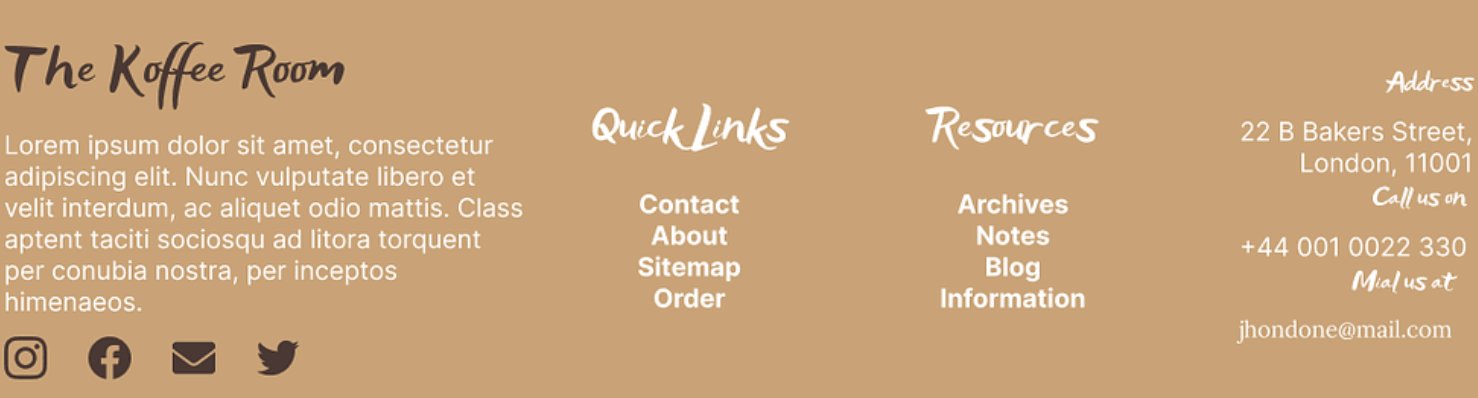 The Koffee Room
Lorem ipsum dolor sit amet, consectetur
adipiscing elit. Nunc vulputate libero et
velit interdum, ac aliquet odio mattis. Class
aptent taciti sociosqu ad litora torquent
per conubia nostra, per inceptos
himenaeos.
Quick Links
Contact
About
Sitemap
Order
Resources
Archives
Notes
Blog
Information
Address
22 B Bakers Street,
London, 11001
Call us on
+44 001 0022 330
Mial us at
jhondone@mail.com